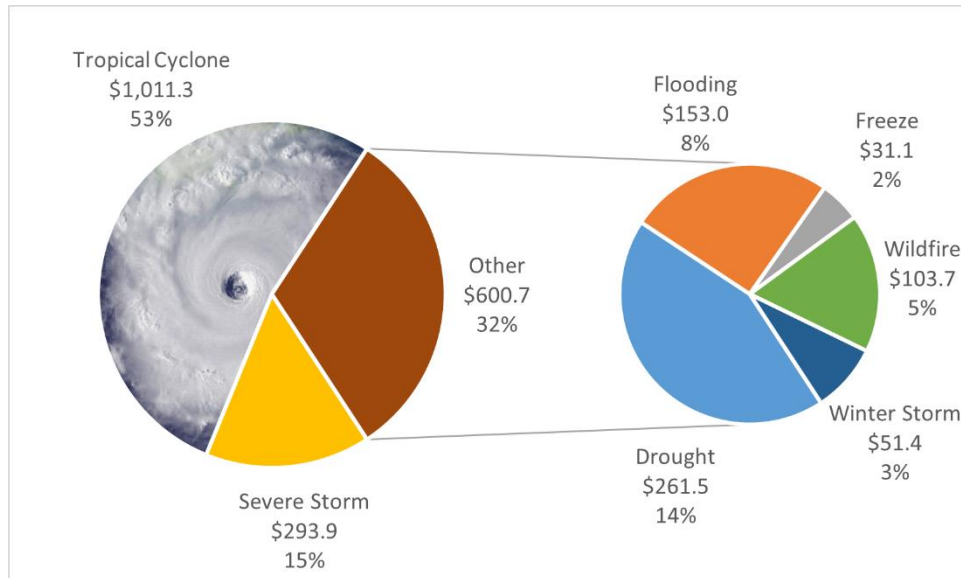 Tropical Cyclone
$1,011.3
53%
Other
$600.7
32%
Severe Storm
$293.9
15%
Flooding
$153.0
8%
Freeze
$31.1
2%
Wildfire
$103.7
5%
Winter Storm
$51.4
3%
Drought
$261.5
14%